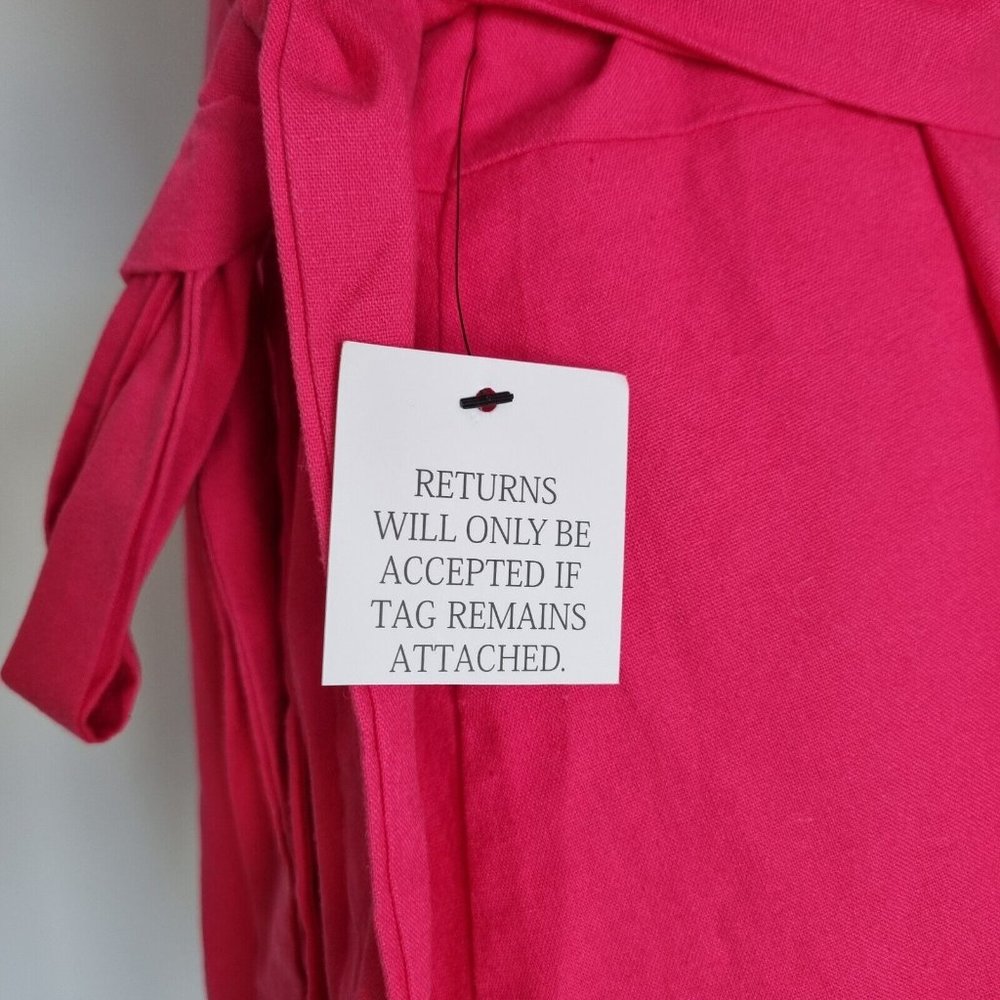 RETURNS
WILL ONLY BE
ACCEPTED IF
TAG REMAINS
ATTACHED.